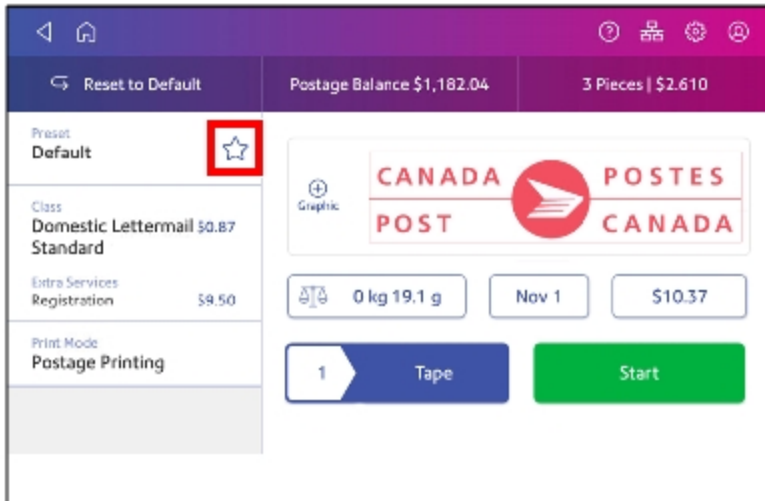 Reset to Default
Postage Balance $1,182.04
3 Pieces | $2.610
Preset
Default
Class
Domestic Lettermail $0.87
Standard
Extra Services
Registration $9.50
Print Mode
Postage Printing
Graphic
CANADA POSTES
POST CANADA
0 kg 19.1 g
Nov 1
$10.37
1
Tape
Start